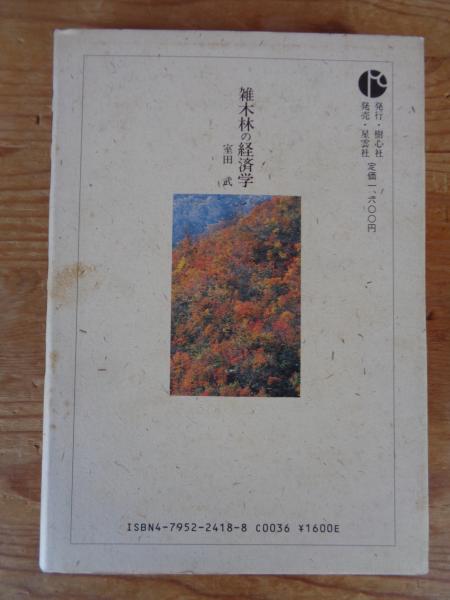 発行・樹心社
発売・星雲社 定価一、六〇〇円
雑木林の経済学
室田 武
ISBN4-7952-2418-8 C0036 ¥1600E